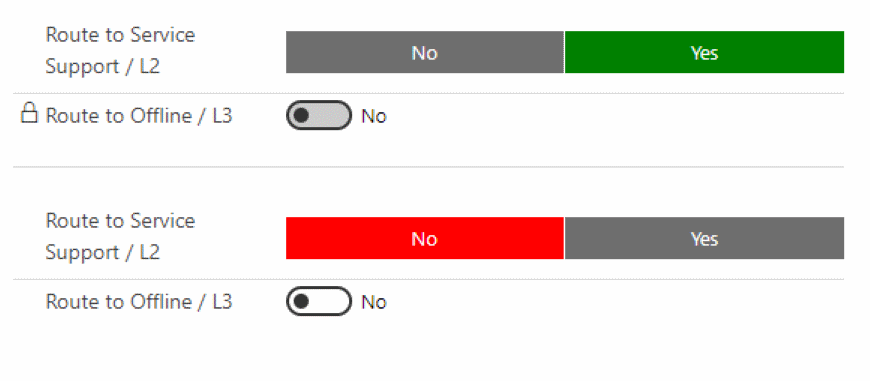 Route to Service
Support / L2
No Yes
Route to Offline / L3 No
Route to Service
Support / L2
No Yes
Route to Offline / L3 No